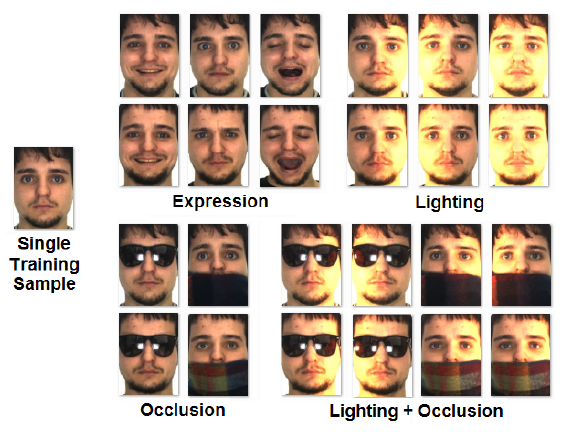 Expression
Lighting
Single
Training
Sample
Occlusion
Lighting + Occlusion